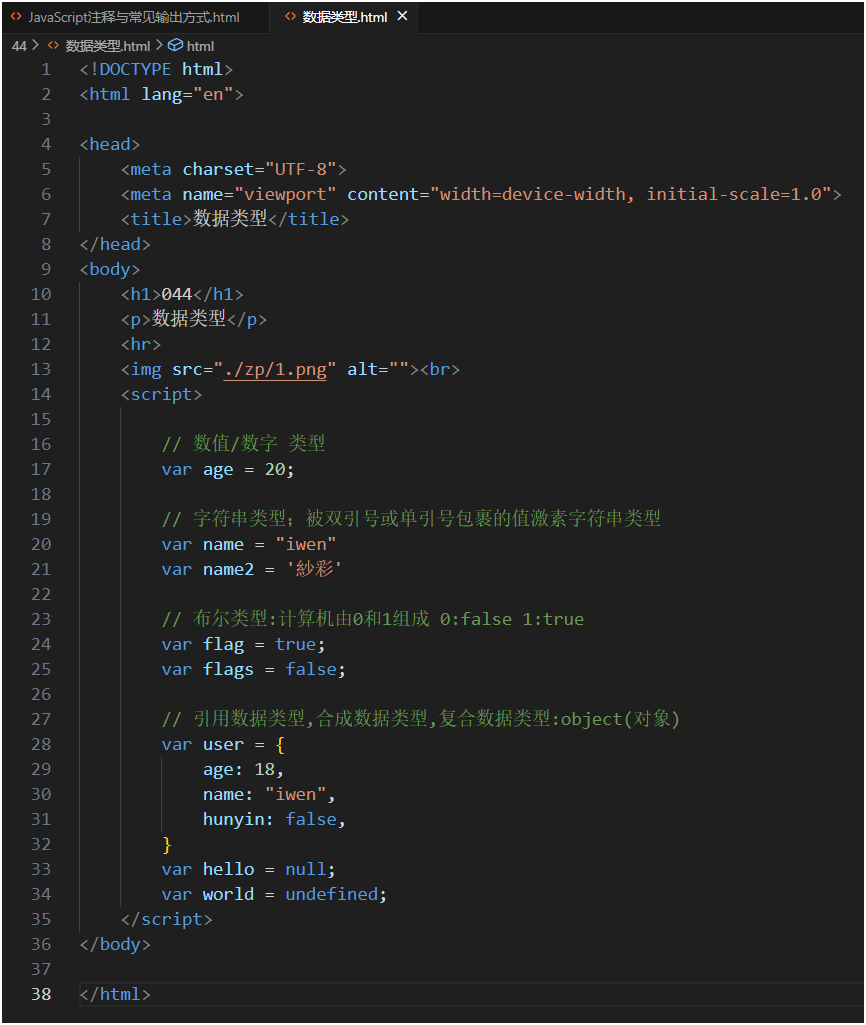 JavaScript注释与常见输出方式.html 数据类型.html
44 > 数据类型.html > html
1 <!DOCTYPE html>
2 <html lang="en">
3
4 <head>
5     <meta charset="UTF-8">
6     <meta name="viewport" content="width=device-width, initial-scale=1.0">
7     <title>数据类型</title>
8 </head>
9 <body>
10     <h1>044</h1>
11     <p>数据类型</p>
12     <hr>
13     <img src="./zp/1.png" alt=""><br>
14     <script>
15
16         // 数值/数字 类型
17         var age = 20;
18
19         // 字符串类型；被双引号或单引号包裹的值激素字符串类型
20         var name = "iwen"
21         var name2 = '紗彩'
22
23         // 布尔类型:计算机由0和1组成 0:false 1:true
24         var flag = true;
25         var flags = false;
26
27         // 引用数据类型,合成数据类型,复合数据类型:object(对象)
28         var user = {
29             age: 18,
30             name: "iwen",
31             hunyin: false,
32         }
33         var hello = null;
34         var world = undefined;
35     </script>
36 </body>
37
38 </html>